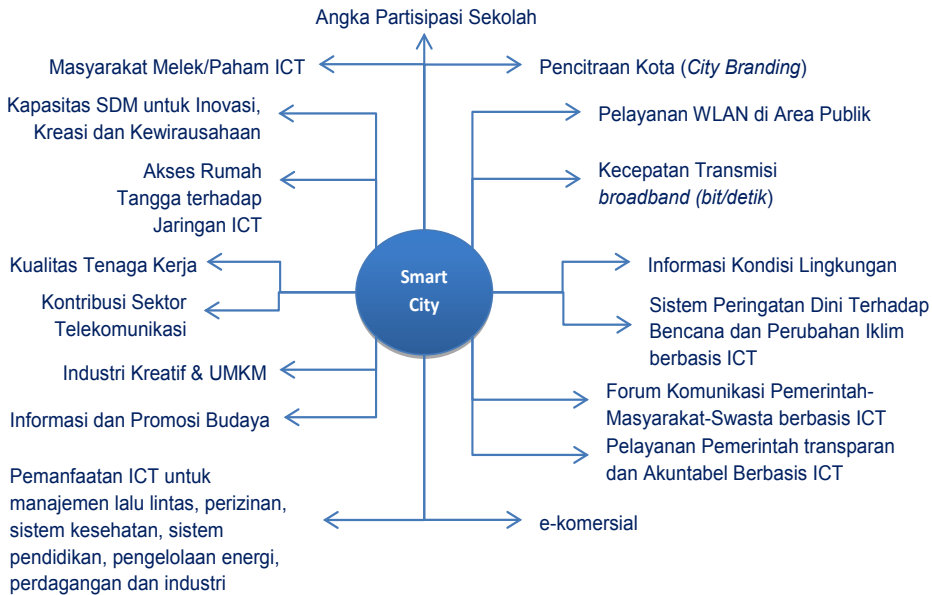 Angka Partisipasi Sekolah
Masyarakat Melek/Paham ICT
Pencitraan Kota (City Branding)
Kapasitas SDM untuk Inovasi,
Kreasi dan Kewirausahaan
Pelayanan WLAN di Area Publik
Akses Rumah
Tangga terhadap
Jaringan ICT
Kecepatan Transmisi
broadband (bit/detik)
Kualitas Tenaga Kerja
Kontribusi Sektor
Telekomunikasi
Smart
City
Informasi Kondisi Lingkungan
Sistem Peringatan Dini Terhadap
Bencana dan Perubahan Iklim
berbasis ICT
Industri Kreatif & UMKM
Informasi dan Promosi Budaya
Forum Komunikasi Pemerintah-
Masyarakat-Swasta berbasis ICT
Pelayanan Pemerintah transparan
dan Akuntabel Berbasis ICT
Pemanfaatan ICT untuk
manajemen lalu lintas, perizinan,
sistem kesehatan, sistem
pendidikan, pengelolaan energi,
perdagangan dan industri
e-komersial